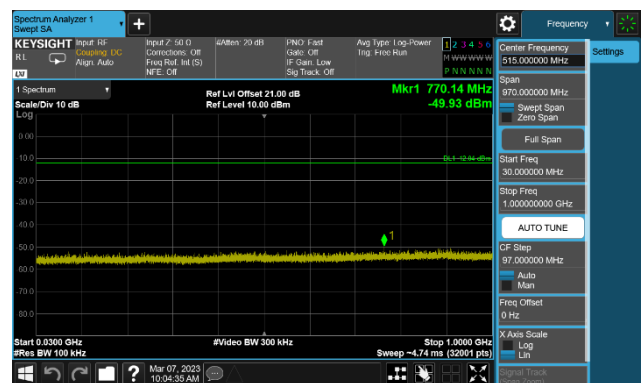 Spectrum Analyzer 1
Swept SA
Frequency
KEYSIGHT
RL
LXI
Input: RF
Coupling: DC
Align: Auto
Input Z: 50 Ω
Corrections: Off
Freq Ref: Int (S)
NFE: Off
#Atten: 20 dB
PNO: Fast
Gate: Off
IF Gain: Low
Sig Track: Off
Avg Type: Log-Power
Trig: Free Run
1 2 3 4 5 6
M W W W W W
P N N N N N
Center Frequency
515.000000 MHz
Settings
Span
970.000000 MHz
Swept Span
Zero Span
Full Span
Start Freq
30.000000 MHz
Stop Freq
1.000000000 GHz
AUTO TUNE
CF Step
97.000000 MHz
Auto
Man
Freq Offset
0 Hz
X Axis Scale
Log
Lin
Signal Track
(Span Zoom)
1 Spectrum
Scale/Div 10 dB
Log
Ref Lvl Offset 21.00 dB
Ref Level 10.00 dBm
Mkr1 770.14 MHz
-49.93 dBm
0.00
-10.0
-20.0
-30.0
-40.0
-50.0
-60.0
-70.0
-80.0
DL1 -12.04 dBm
1
Start 0.0300 GHz
#Res BW 100 kHz
#Video BW 300 kHz
Stop 1.0000 GHz
Sweep ~4.74 ms (32001 pts)
?
Mar 07, 2023
10:04:35 AM